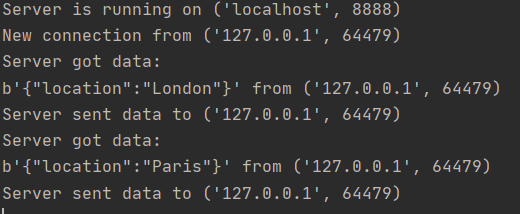 Server is running on ('localhost', 8888)
New connection from ('127.0.0.1', 64479)
Server got data:
b'{"location":"London"}' from ('127.0.0.1', 64479)
Server sent data to ('127.0.0.1', 64479)
Server got data:
b'{"location":"Paris"}' from ('127.0.0.1', 64479)
Server sent data to ('127.0.0.1', 64479)